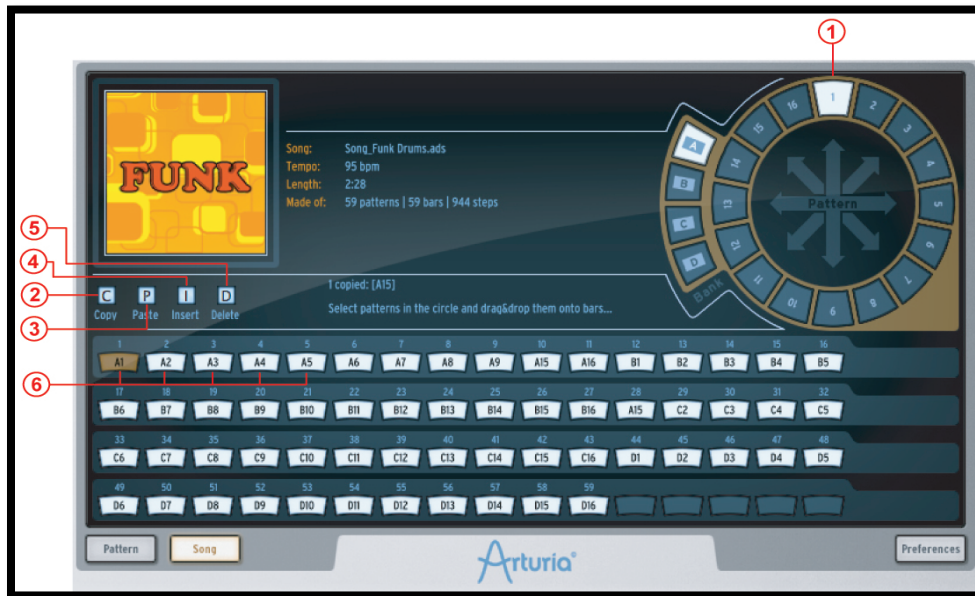 1
FUNK
Song: Song_Funk Drums.ads
Tempo: 95 bpm
Length: 2:28
Made of: 59 patterns | 59 bars | 944 steps
A
B
C
D
Bank
1
2
3
4
5
6
7
8
9
10
11
12
13
14
15
16
Pattern
5
4
2
3
6
C P I D
Copy Paste Insert Delete
1 copied: [A15]
Select patterns in the circle and drag&drop them onto bars...
1 2 3 4 5 6 7 8 9 10 11 12 13 14 15 16
A1 A2 A3 A4 A5 A6 A7 A8 A9 A15 A16 B1 B2 B3 B4 B5
17 18 19 20 21 22 23 24 25 26 27 28 29 30 31 32
B6 B7 B8 B9 B10 B11 B12 B13 B14 B15 B16 A15 C2 C3 C4 C5
33 34 35 36 37 38 39 40 41 42 43 44 45 46 47 48
C6 C7 C8 C9 C10 C11 C12 C13 C14 C15 C16 D1 D2 D3 D4 D5
49 50 51 52 53 54 55 56 57 58 59
D6 D7 D8 D9 D10 D11 D12 D13 D14 D15 D16
Pattern Song Arturia® Preferences